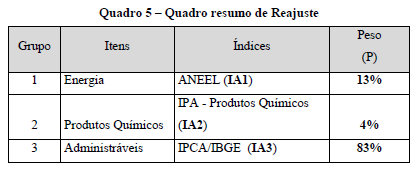 Quadro 5 – Quadro resumo de Reajuste
Grupo Itens Índices Peso (P)
1 Energia ANEEL (IA1) 13%
2 Produtos Químicos IPA - Produtos Químicos (IA2) 4%
3 Administráveis IPCA/IBGE (IA3) 83%